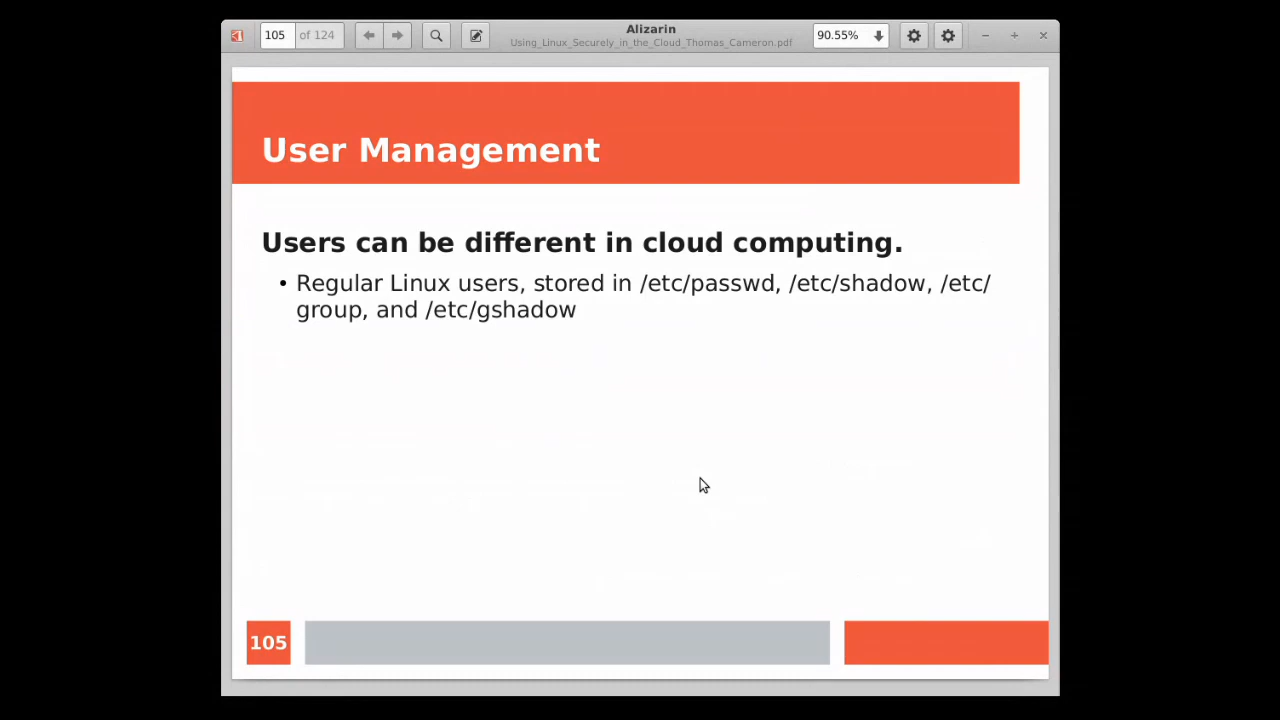 105 of 124
Alizarin
Using_Linux_Securely_in_the_Cloud_Thomas_Cameron.pdf
90.55%
User Management
Users can be different in cloud computing.
• Regular Linux users, stored in /etc/passwd, /etc/shadow, /etc/
group, and /etc/gshadow
105